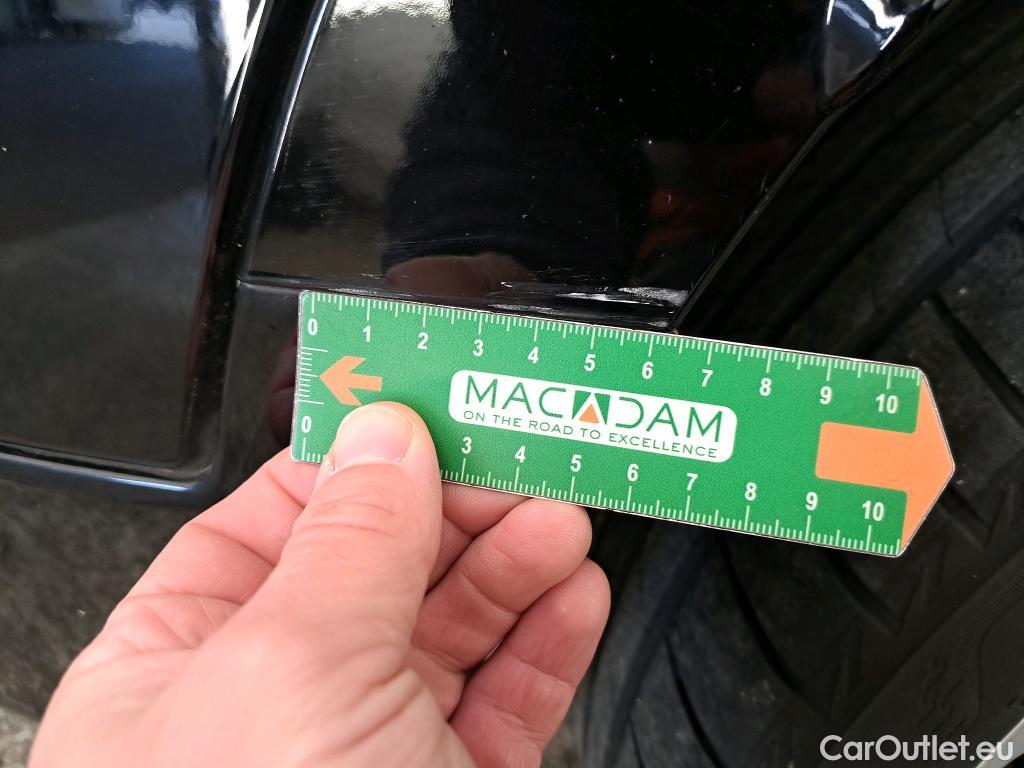 0 1 2 3 4 5 6 7 8 9 10
MACADAM
ON THE ROAD TO EXCELLENCE
0 3 4 5 6 7 8 9 10
CarOutlet.eu